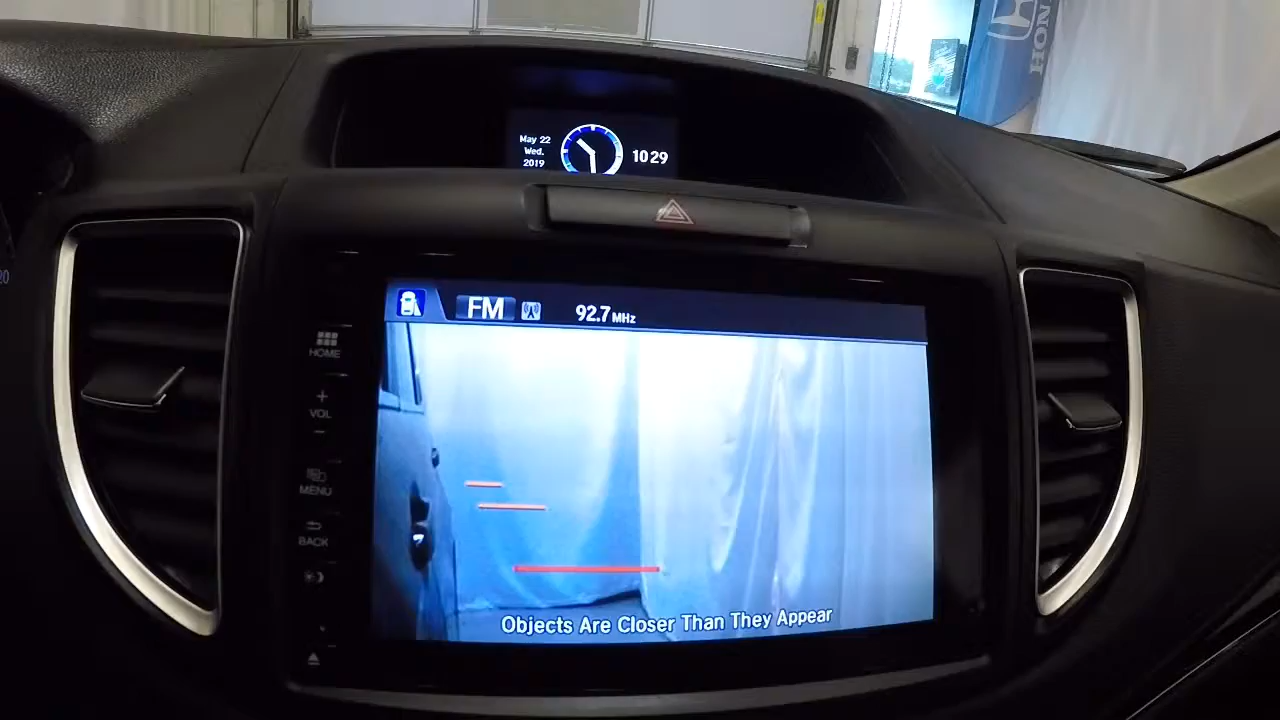 HONDA
May 22
Wed.
2019
10 29
20
FM
92.7 MHz
HOME
+
VOL
-
MENU
BACK
Objects Are Closer Than They Appear